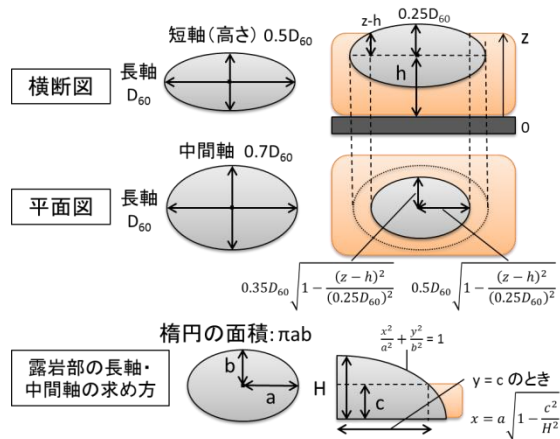 横断図
短軸(高さ) 0.5D₆₀
長軸
D₆₀
z-h
0.25D₆₀
z
h
0
平面図
中間軸 0.7D₆₀
長軸
D₆₀
0.35D₆₀√(1 − (z − h)²/(0.25D₆₀)²)
0.5D₆₀√(1 − (z − h)²/(0.25D₆₀)²)
露岩部の長軸・
中間軸の求め方
楕円の面積：πab
b
a
x²/a² + y²/b² = 1
H
c
y = c のとき
x = a√(1 − c²/H²)